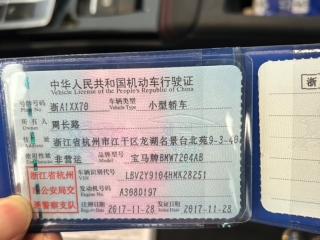 中华人民共和国机动车行驶证
Vehicle License of the People's Republic of China
号牌号码 浙A1XX70 车辆类型 小型轿车
所有人 周长路
浙江省杭州市江干区龙湖名景台北苑9-3-40
使用性质 非营运 品牌型号 宝马牌BMW7204AB
浙江省杭州 车辆识别代号 LBV2Y9104HMX28251
市公安局交 发动机号码 A398D197
通警察支队 注册日期 2017-11-28 发证日期 2017-11-28